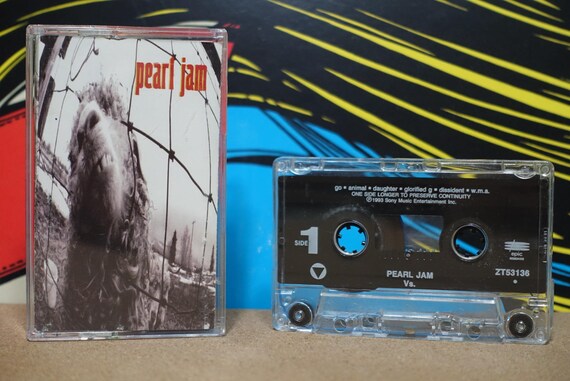 pearl jam
go • animal • daughter • glorified g • dissident • w.m.a.
ONE SIDE LONGER TO PRESERVE CONTINUITY
℗1993 Sony Music Entertainment Inc.
SIDE 1
epic
PEARL JAM
ZT53136
Vs.